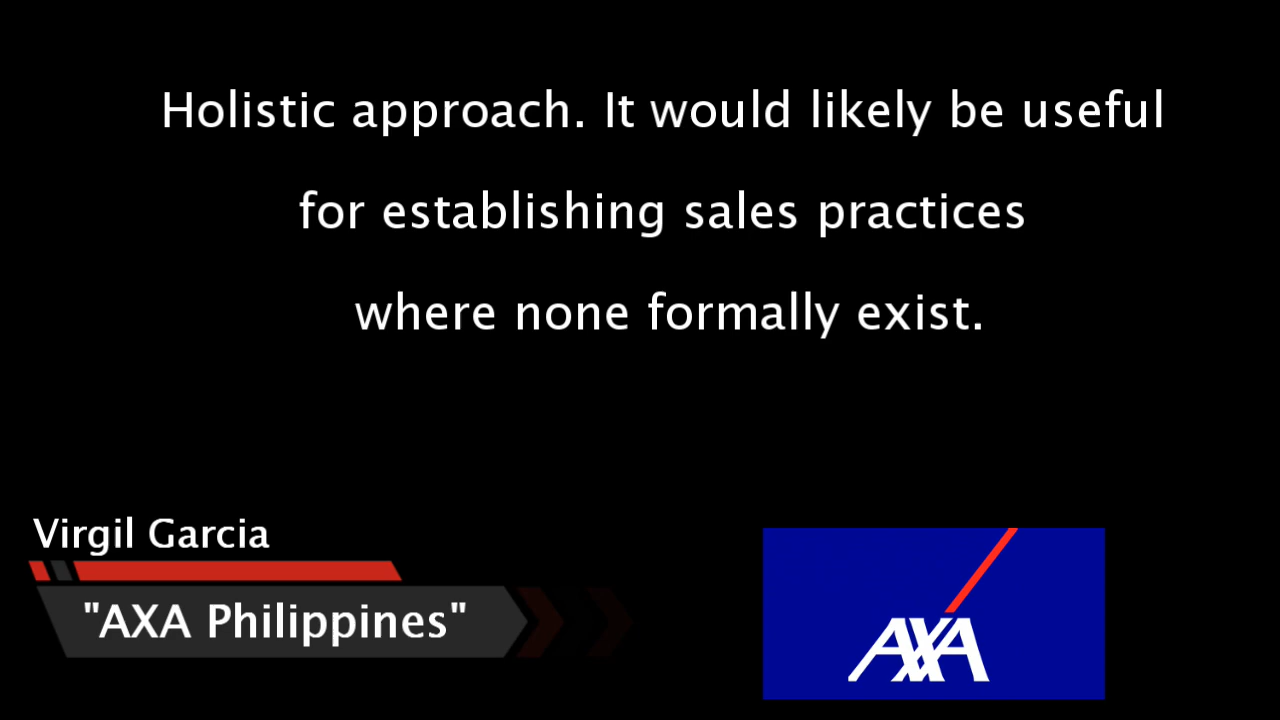 Holistic approach. It would likely be useful
for establishing sales practices
where none formally exist.
Virgil Garcia
"AXA Philippines"
AXA